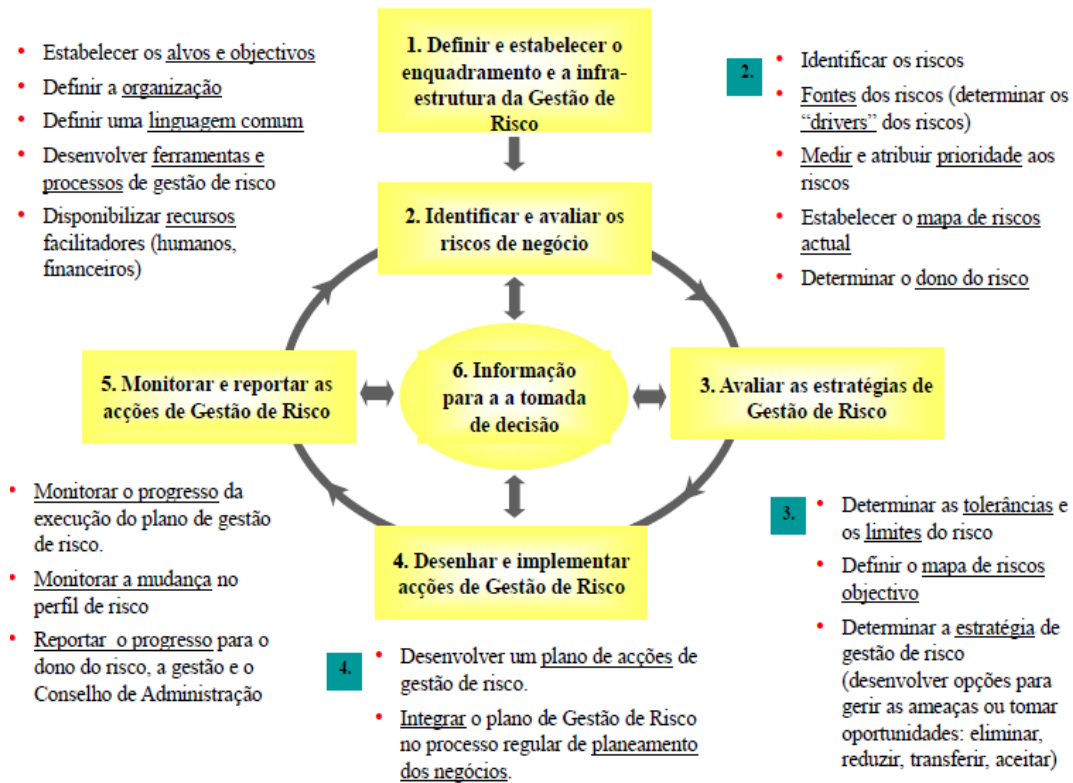 • Estabelecer os alvos e objectivos
• Definir a organização
• Definir uma linguagem comum
• Desenvolver ferramentas e
processos de gestão de risco
• Disponibilizar recursos
facilitadores (humanos,
financeiros)
1. Definir e estabelecer o
enquadramento e a infra-
estrutura da Gestão de
Risco
2.
• Identificar os riscos
• Fontes dos riscos (determinar os
“drivers” dos riscos)
• Medir e atribuir prioridade aos
riscos
• Estabelecer o mapa de riscos
actual
• Determinar o dono do risco
2. Identificar e avaliar os
riscos de negócio
5. Monitorar e reportar as
acções de Gestão de Risco
6. Informação
para a a tomada
de decisão
3. Avaliar as estratégias de
Gestão de Risco
4. Desenhar e implementar
acções de Gestão de Risco
• Monitorar o progresso da
execução do plano de gestão
de risco.
• Monitorar a mudança no
perfil de risco
• Reportar o progresso para o
dono do risco, a gestão e o
Conselho de Administração
4.
• Desenvolver um plano de acções de
gestão de risco.
• Integrar o plano de Gestão de Risco
no processo regular de planeamento
dos negócios.
3.
• Determinar as tolerâncias e
os limites do risco
• Definir o mapa de riscos
objectivo
• Determinar a estratégia de
gestão de risco
(desenvolver opções para
gerir as ameaças ou tomar
oportunidades: eliminar,
reduzir, transferir, aceitar)